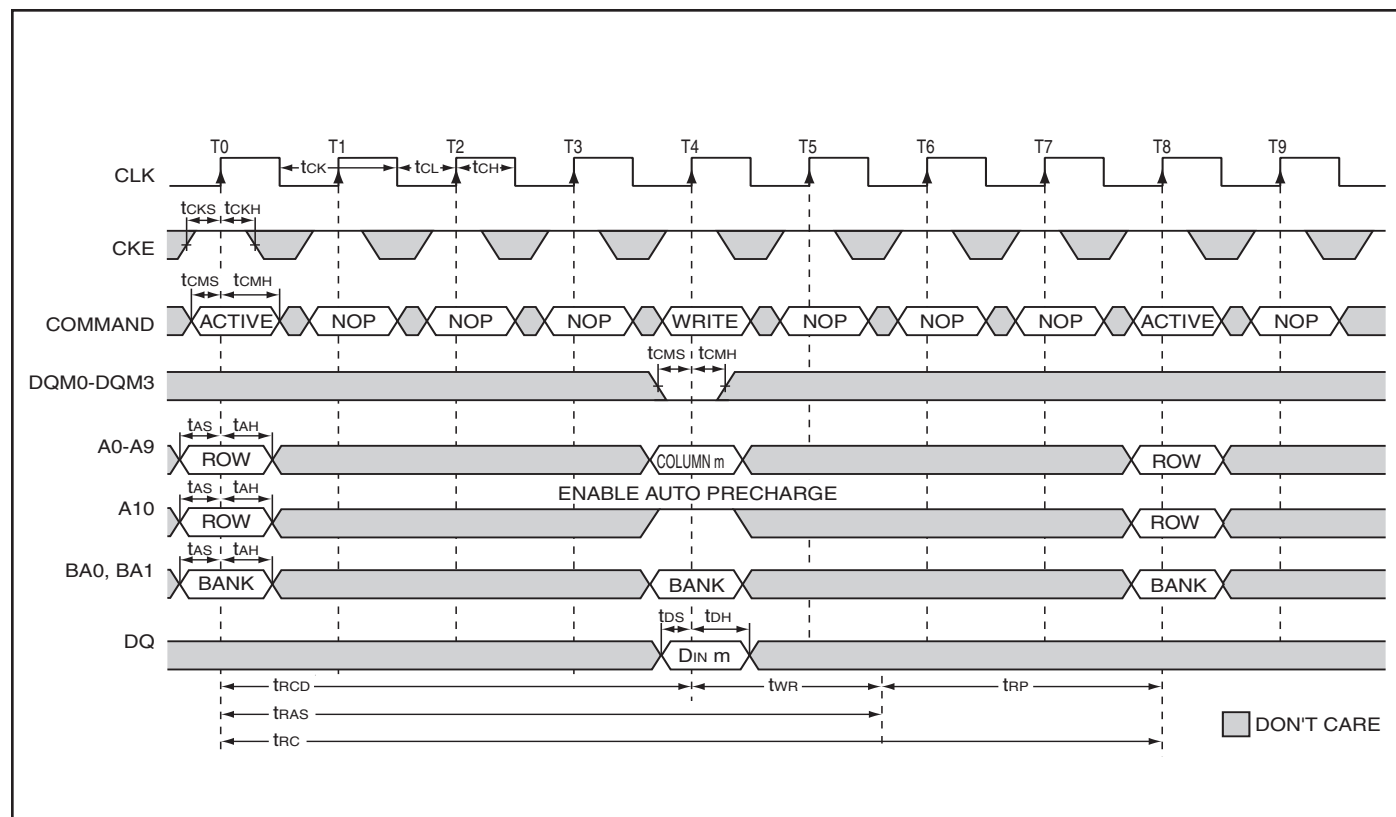 T0 T1 T2 T3 T4 T5 T6 T7 T8 T9
CLK tCK tCL tCH
tCKS tCKH
CKE
tCMS tCMH
COMMAND ACTIVE NOP NOP NOP WRITE NOP NOP NOP ACTIVE NOP
tCMS tCMH
DQM0-DQM3
tAS tAH
A0-A9 ROW COLUMN m ROW
tAS tAH ENABLE AUTO PRECHARGE
A10 ROW ROW
tAS tAH
BA0, BA1 BANK BANK BANK
tDS tDH
DQ DIN m
tRCD tWR tRP
tRAS
tRC
DON'T CARE